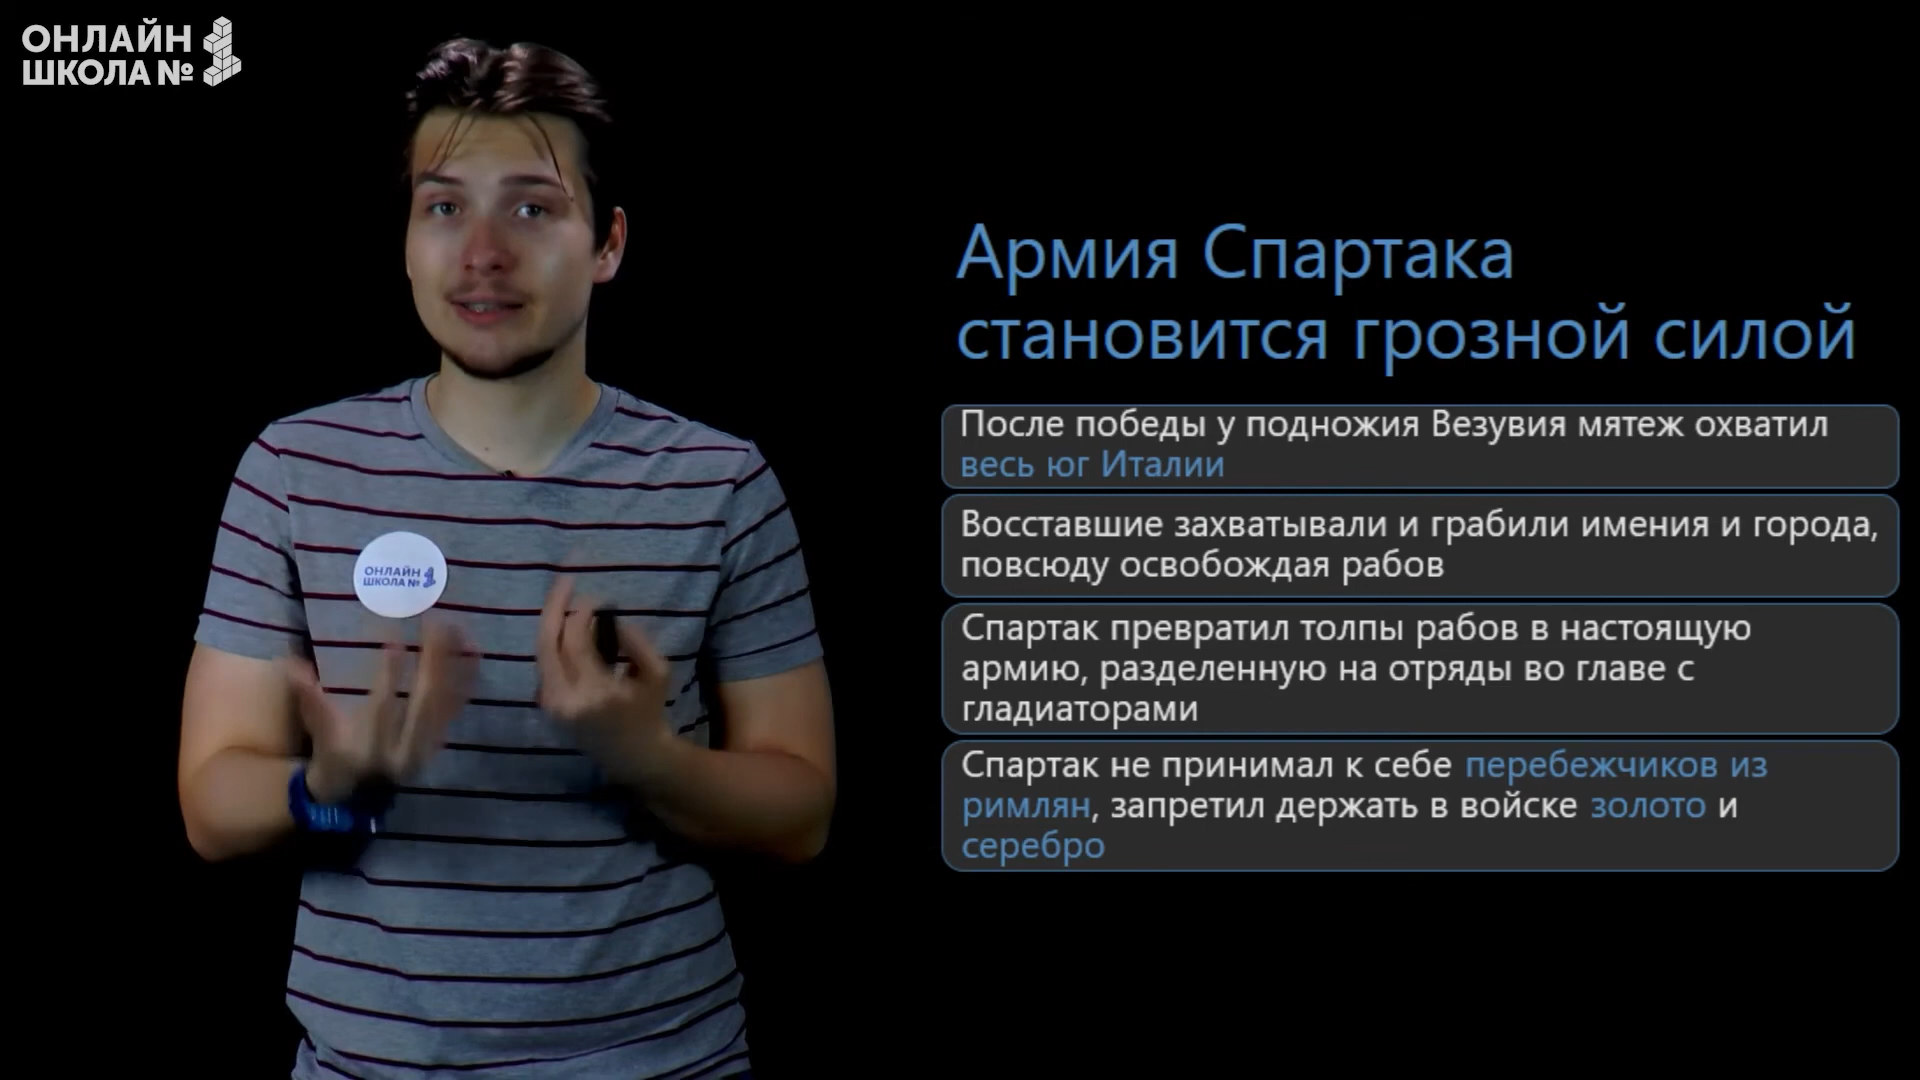 ОНЛАЙН
ШКОЛА №1
Армия Спартака
становится грозной силой
После победы у подножия Везувия мятеж охватил
весь юг Италии
Восставшие захватывали и грабили имения и города,
повсюду освобождая рабов
Спартак превратил толпы рабов в настоящую
армию, разделенную на отряды во главе с
гладиаторами
Спартак не принимал к себе перебежчиков из
римлян, запретил держать в войске золото и
серебро
ОНЛАЙН
ШКОЛА №1